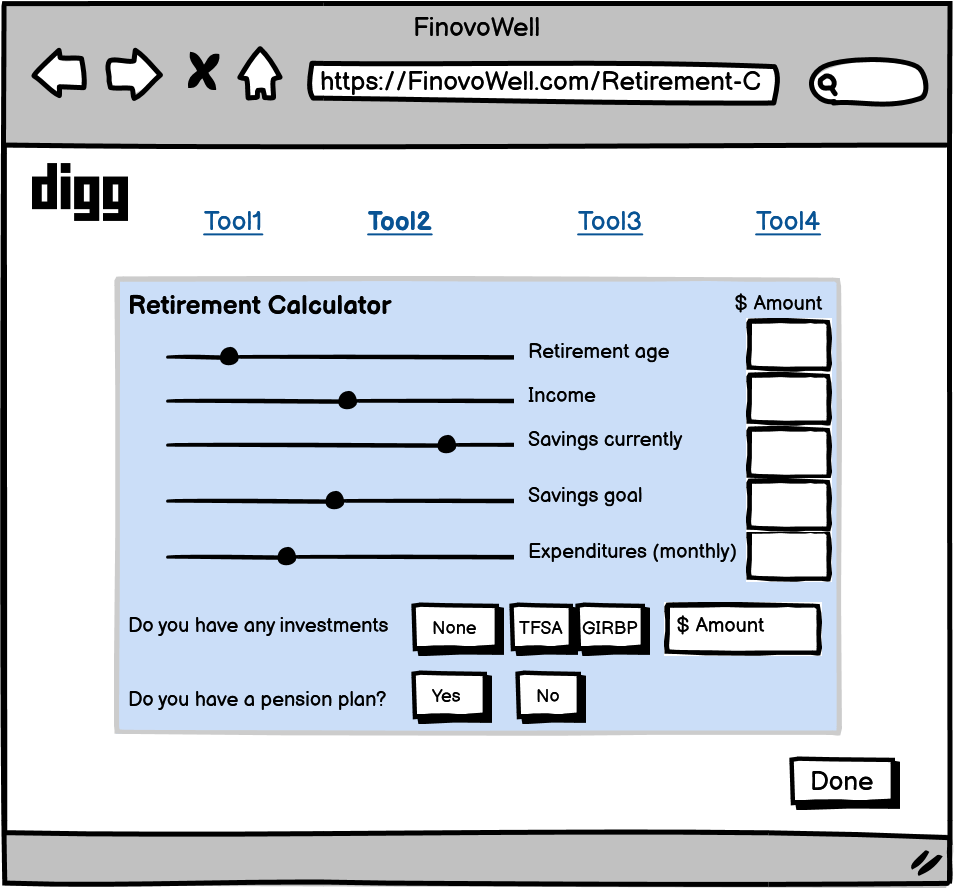 FinovoWell
https://FinovoWell.com/Retirement-C
digg
Tool1 Tool2 Tool3 Tool4
Retirement Calculator $ Amount
Retirement age
Income
Savings currently
Savings goal
Expenditures (monthly)
Do you have any investments None TFSA GIRBP $ Amount
Do you have a pension plan? Yes No
Done